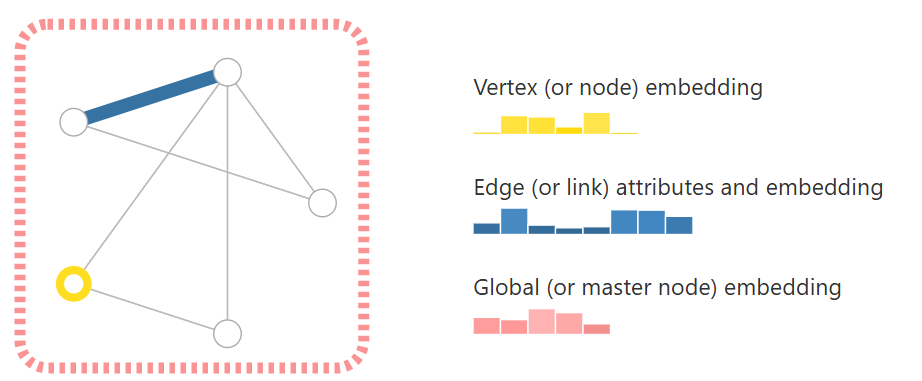 Vertex (or node) embedding
Edge (or link) attributes and embedding
Global (or master node) embedding